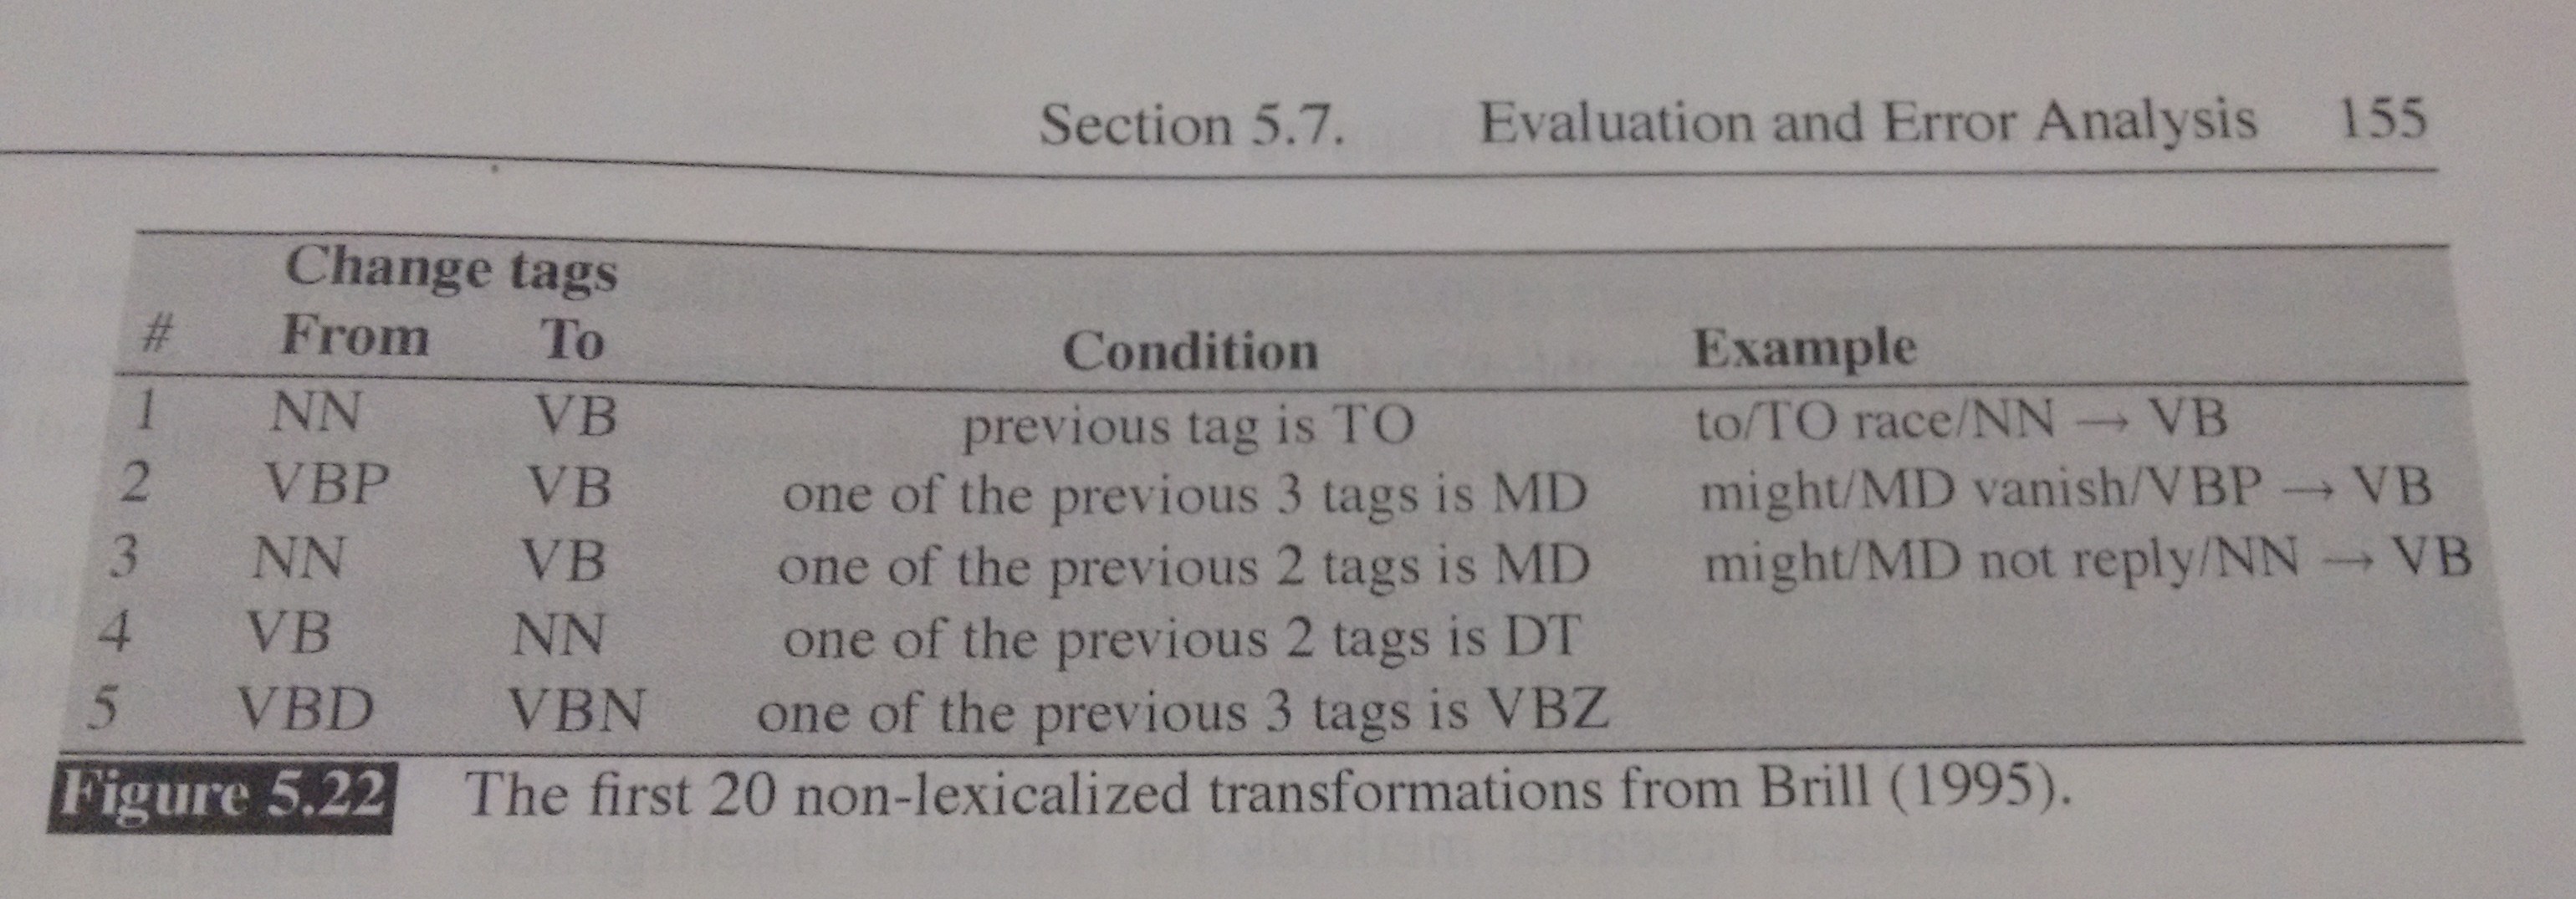 Section 5.7. Evaluation and Error Analysis 155
Change tags
# From To Condition Example
1 NN VB previous tag is TO to/TO race/NN → VB
2 VBP VB one of the previous 3 tags is MD might/MD vanish/VBP → VB
3 NN VB one of the previous 2 tags is MD might/MD not reply/NN → VB
4 VB NN one of the previous 2 tags is DT
5 VBD VBN one of the previous 3 tags is VBZ
Figure 5.22 The first 20 non-lexicalized transformations from Brill (1995).